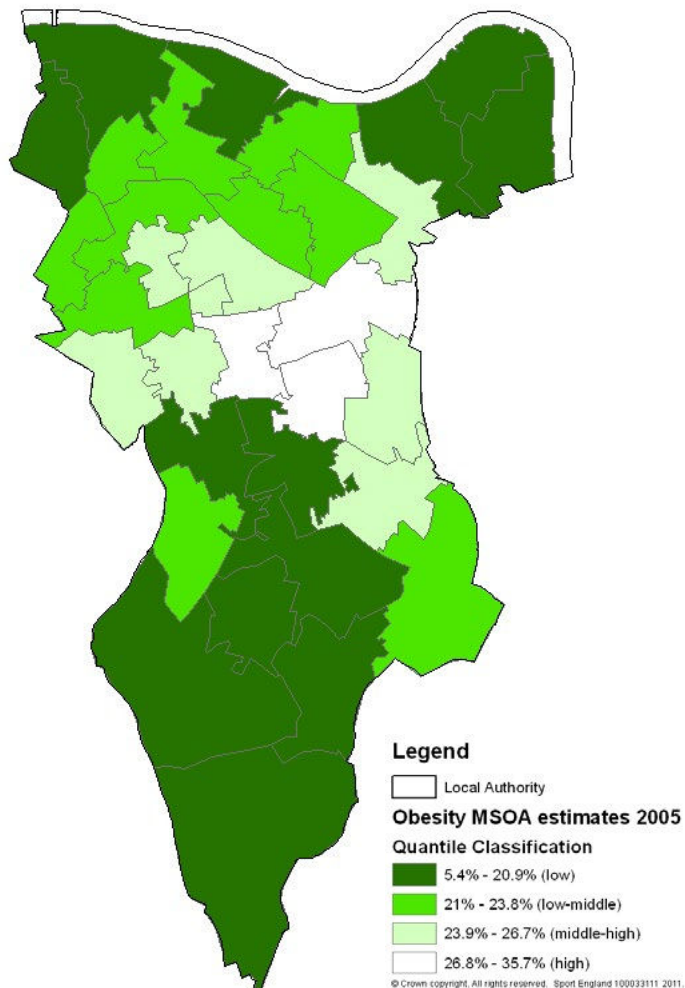 Legend
Local Authority
Obesity MSOA estimates 2005
Quantile Classification
5.4% - 20.9% (low)
21% - 23.8% (low-middle)
23.9% - 26.7% (middle-high)
26.8% - 35.7% (high)
© Crown copyright. All rights reserved. Sport England 100033111 2011.